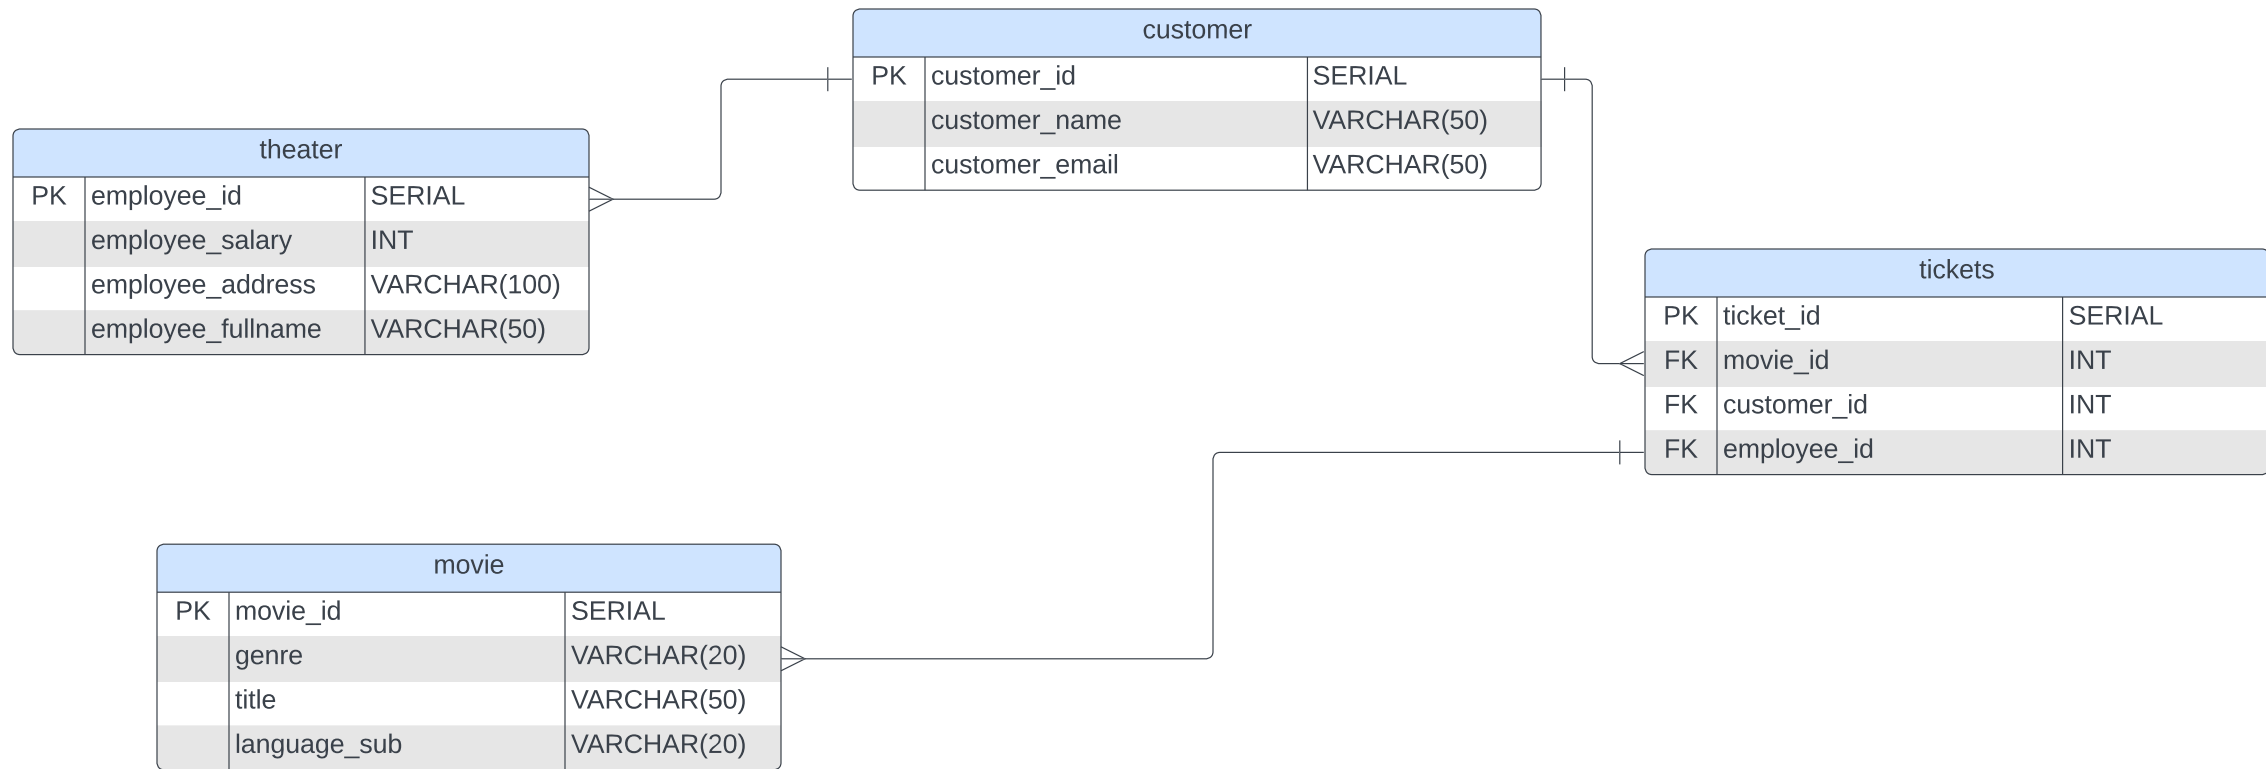 customer
PK customer_id SERIAL
customer_name VARCHAR(50)
customer_email VARCHAR(50)
theater
PK employee_id SERIAL
employee_salary INT
employee_address VARCHAR(100)
employee_fullname VARCHAR(50)
tickets
PK ticket_id SERIAL
FK movie_id INT
FK customer_id INT
FK employee_id INT
movie
PK movie_id SERIAL
genre VARCHAR(20)
title VARCHAR(50)
language_sub VARCHAR(20)